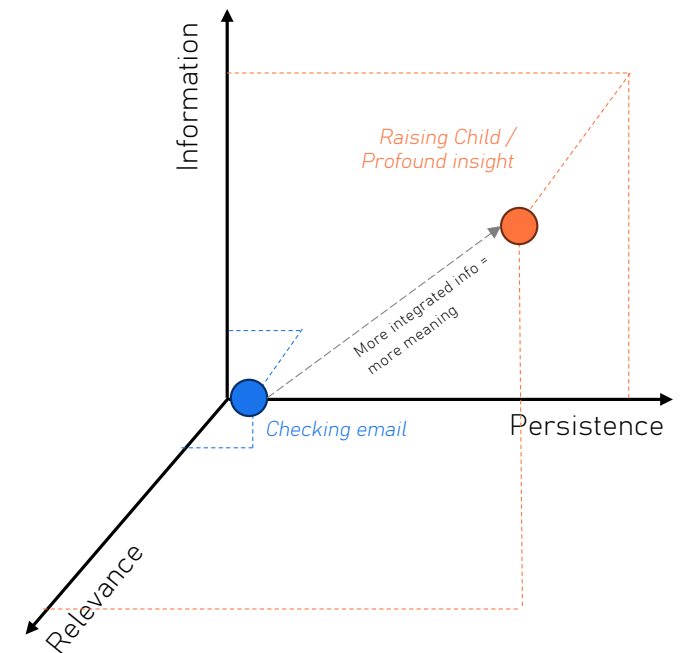 Information
Raising Child /
Profound insight
More integrated info =
more meaning
Persistence
Checking email
Relevance